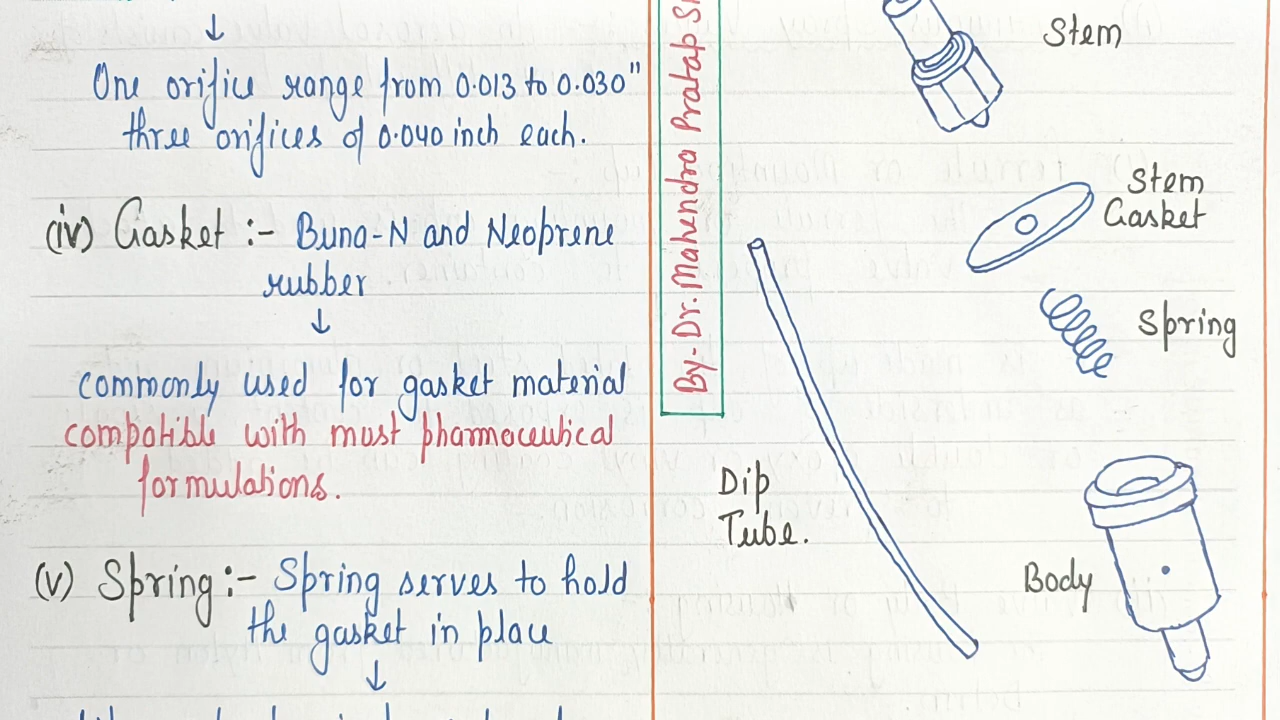 ↓
One orifice range from 0.013 to 0.030"
three orifices of 0.040 inch each.
(iv) Gasket :- Buna-N and Neoprene
rubber
↓
commonly used for gasket material
compatible with most pharmaceutical
formulations.
(v) Spring :- Spring serves to hold
the gasket in place
↓
By- Dr. Mahendra Pratap
Stem
Stem
Gasket
Spring
Dip
Tube.
Body